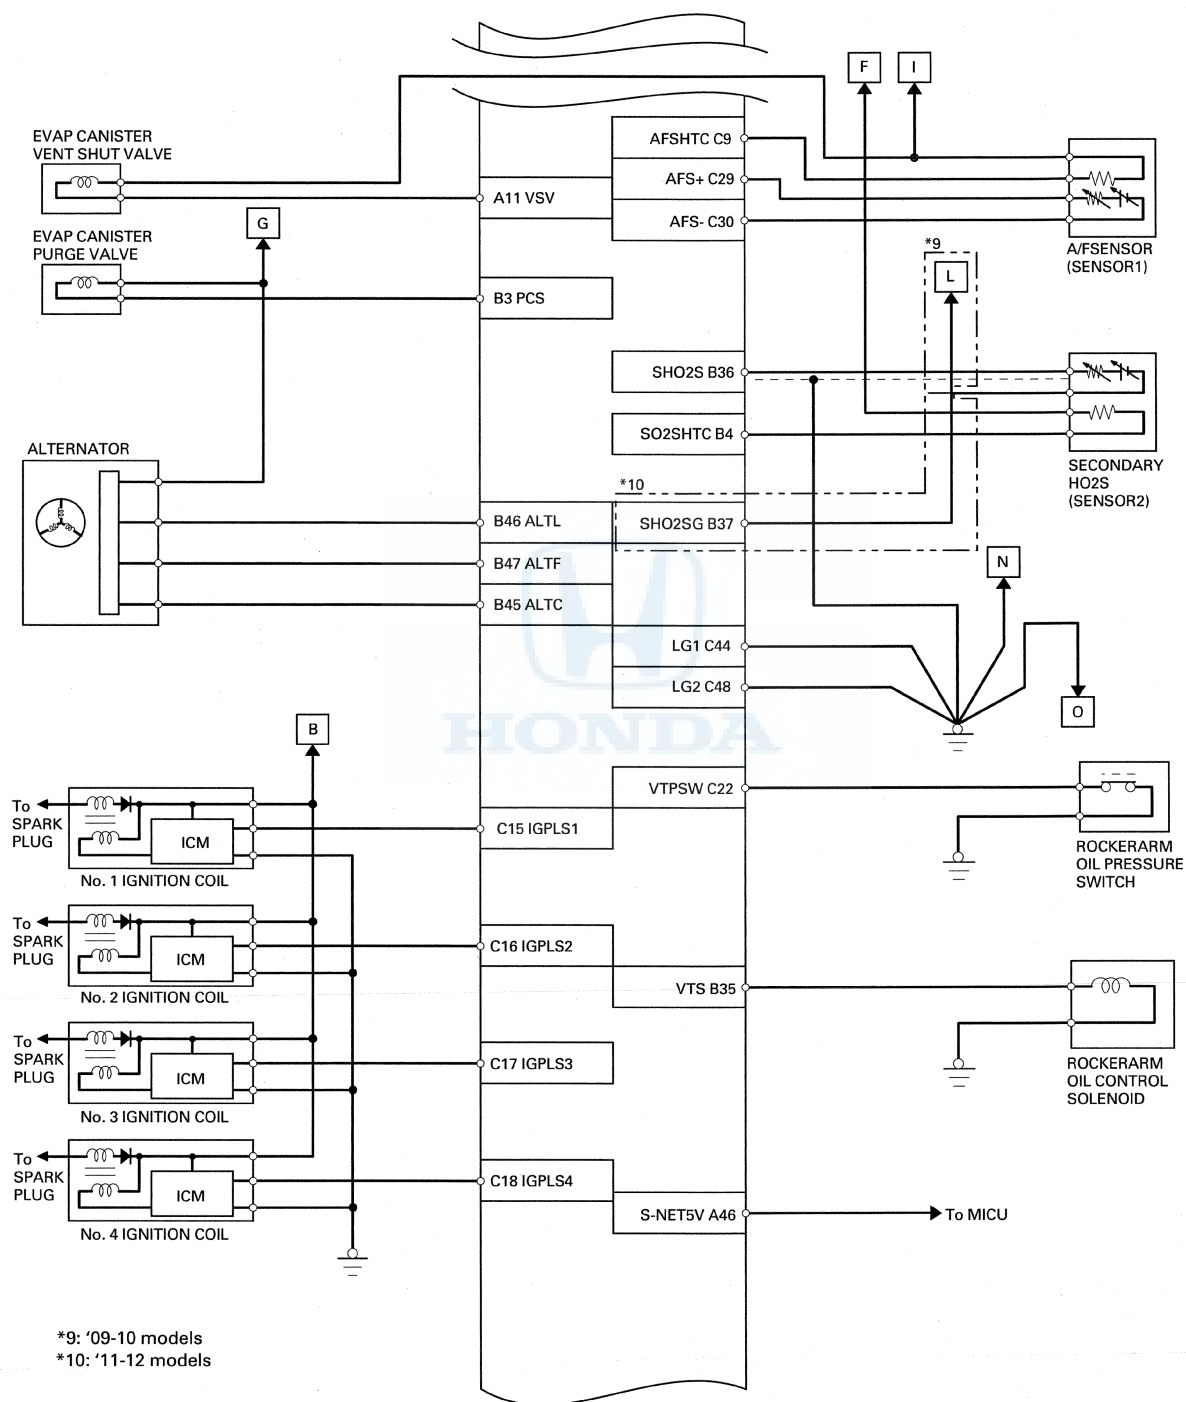 F
I
EVAP CANISTER
VENT SHUT VALVE
AFSHTC C9
AFS+ C29
A11 VSV
AFS- C30
G
EVAP CANISTER
PURGE VALVE
A/FSENSOR
(SENSOR1)
*9
L
B3 PCS
SHO2S B36
SO2SHTC B4
ALTERNATOR
SECONDARY
HO2S
(SENSOR2)
*10
B46 ALTL
SHO2SG B37
B47 ALTF
N
B45 ALTC
LG1 C44
LG2 C48
O
HONDA
B
VTPSW C22
To
SPARK
PLUG
ICM
C15 IGPLS1
No. 1 IGNITION COIL
ROCKERARM
OIL PRESSURE
SWITCH
To
SPARK
PLUG
ICM
C16 IGPLS2
No. 2 IGNITION COIL
VTS B35
To
SPARK
PLUG
ICM
C17 IGPLS3
No. 3 IGNITION COIL
ROCKERARM
OIL CONTROL
SOLENOID
To
SPARK
PLUG
ICM
C18 IGPLS4
No. 4 IGNITION COIL
S-NET5V A46
To MICU
*9: '09-10 models
*10: '11-12 models